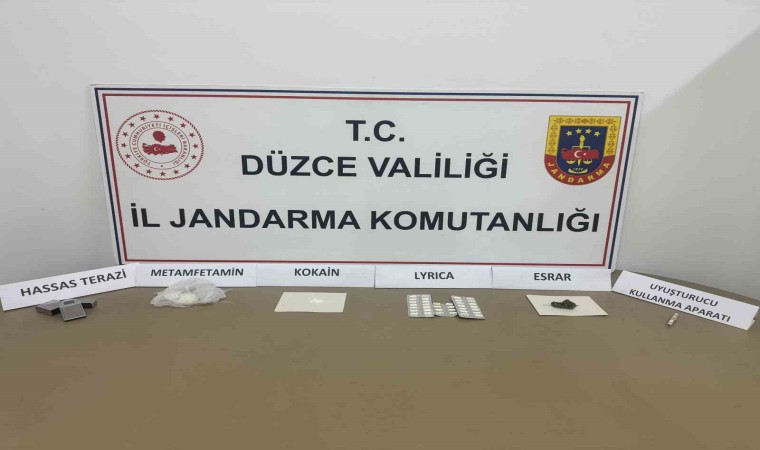 T.C.
DÜZCE VALİLİĞİ
İL JANDARMA KOMUTANLIĞI
JANDARMA
HASSAS TERAZİ
METAMFETAMİN
KOKAİN
LYRICA
ESRAR
UYUŞTURUCU
KULLANMA APARATI